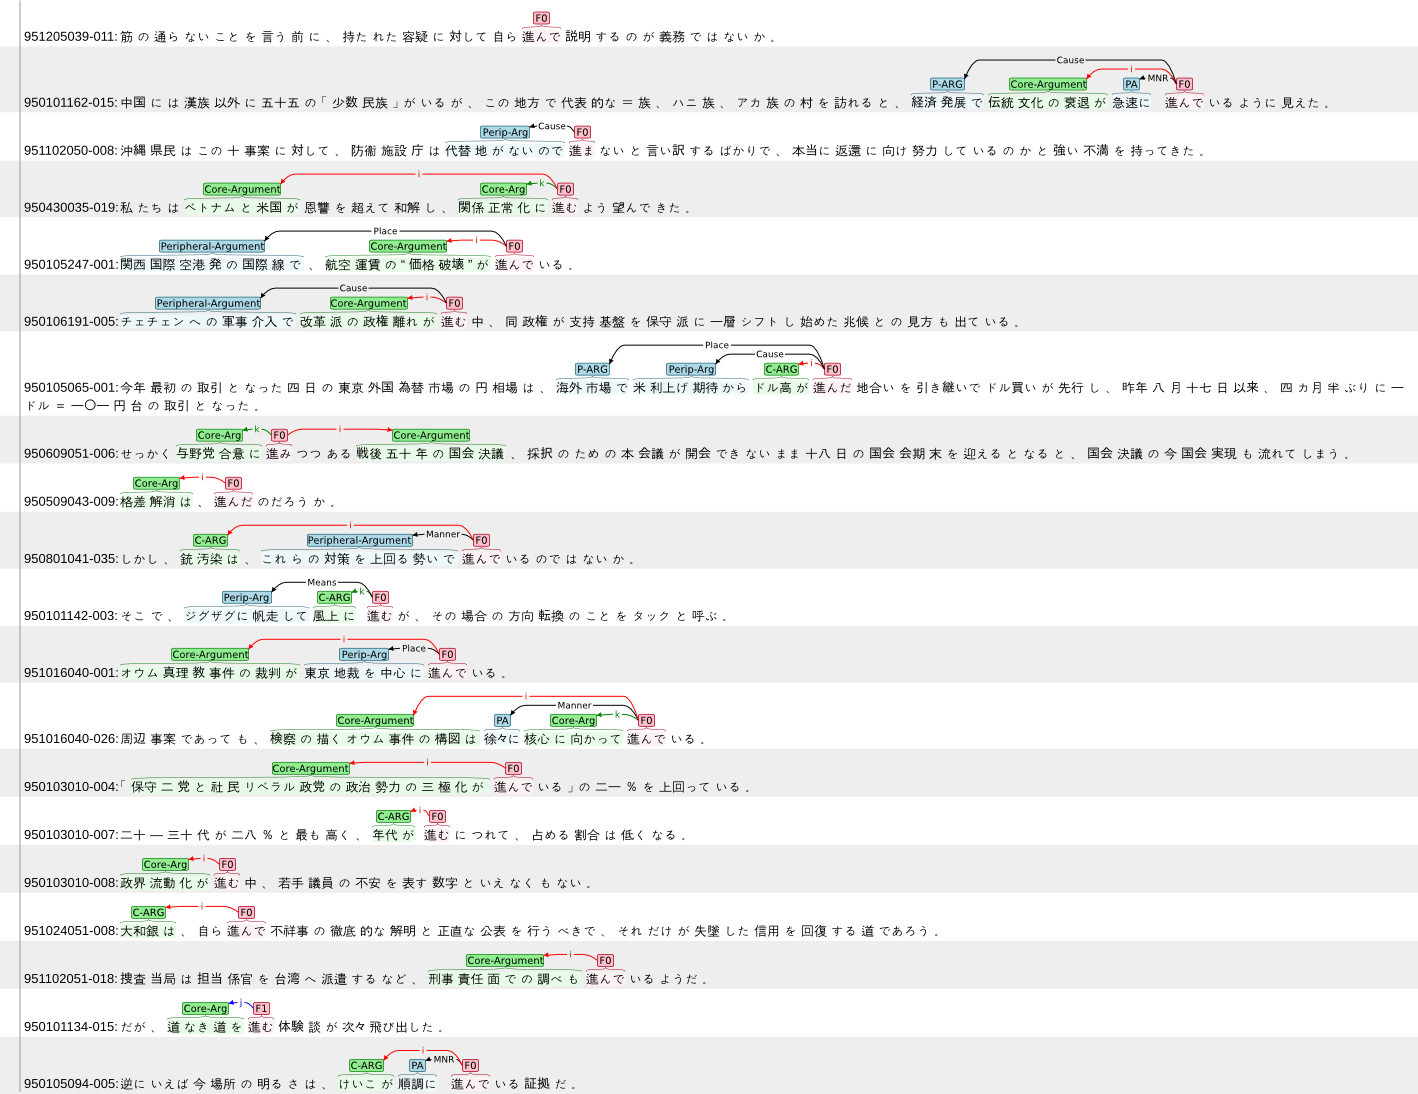 F0
951205039-011: 筋 の 通ら ない こと を 言う 前 に 、 持た れた 容疑 に 対して 自ら 進んで 説明 する の が 義務 で は ない か 。
Cause
i
P-ARG Core-Argument PA MNR F0
950101162-015: 中国 に は 漢族 以外 に 五十五 の 「 少数 民族 」 が いる が 、 この 地方 で 代表 的な ＝ 族 、 ハニ 族 、 アカ 族 の 村 を 訪れる と 、 経済 発展 で 伝統 文化 の 衰退 が 急速に 進んで いる ように 見えた 。
Perip-Arg Cause F0
951102050-008: 沖縄 県民 は この 十 事案 に 対して 、 防衞 施設 庁 は 代替 地 が ない ので 進ま ない と 言い訳 する ばかりで 、 本当に 返還 に 向け 努力 して いる の か と 強い 不満 を 持ってきた 。
i
Core-Argument Core-Arg k F0
950430035-019: 私 たち は ベトナム と 米国 が 恩讐 を 超えて 和解 し 、 関係 正常 化 に 進む よう 望んで きた 。
Place
Peripheral-Argument Core-Argument i F0
950105247-001: 関西 国際 空港 発 の 国際 線 で 、 航空 運賃 の “ 価格 破壊 ” が 進んで いる 。
Cause
Peripheral-Argument Core-Argument i F0
950106191-005: チェチェン へ の 軍事 介入 で 改革 派 の 政権 離れ が 進む 中 、 同 政権 が 支持 基盤 を 保守 派 に 一層 シフト し 始めた 兆候 と の 見方 も 出て いる 。
Place
Cause
P-ARG Perip-Arg C-ARG i F0
950105065-001: 今年 最初 の 取引 と なった 四 日 の 東京 外国 為替 市場 の 円 相場 は 、 海外 市場 で 米 利上げ 期待 から ドル高 が 進んだ 地合い を 引き継いで ドル買い が 先行 し 、 昨年 八 月 十七 日 以来 、 四 カ月 半 ぶり に 一
ドル ＝ 一〇一 円 台 の 取引 と なった 。
Core-Arg k F0 i Core-Argument
950609051-006: せっかく 与野党 合意 に 進み つつ ある 戦後 五十 年 の 国会 決議 、 採択 の ため の 本 会議 が 開会 でき ない まま 十八 日 の 国会 会期 末 を 迎える と なる と 、 国会 決議 の 今 国会 実現 も 流れて しまう 。
Core-Arg i F0
950509043-009: 格差 解消 は 、 進んだ のだろう か 。
i
C-ARG Peripheral-Argument Manner F0
950801041-035: しかし 、 銃 汚染 は 、 これ ら の 対策 を 上回る 勢い で 進んで いる のでは ない か 。
Means
Perip-Arg C-ARG k F0
950101142-003: そこ で 、 ジグザグに 帆走 して 風上 に 進む が 、 その 場合 の 方向 転換 の こと を タック と 呼ぶ 。
i
Core-Argument Perip-Arg Place F0
951016040-001: オウム 真理 教 事件 の 裁判 が 東京 地裁 を 中心 に 進んで いる 。
i
Manner
Core-Argument PA Core-Arg k F0
951016040-026: 周辺 事案 であって も 、 検察 の 描く オウム 事件 の 構図 は 徐々に 核心 に 向かって 進んで いる 。
Core-Argument i F0
950103010-004: 「 保守 二 党 と 社 民 リベラル 政党 の 政治 勢力 の 三 極化 が 進んで いる 」 の 二一 ％ を 上回って いる 。
C-ARG i F0
950103010-007: 二十 ― 三十 代 が 二八 ％ と 最も 高く 、 年代 が 進む に つれて 、 占める 割合 は 低く なる 。
Core-Arg i F0
950103010-008: 政界 流動 化 が 進む 中 、 若手 議員 の 不安 を 表す 数字 と いえ なく も ない 。
C-ARG i F0
951024051-008: 大和銀 は 、 自ら 進んで 不祥事 の 徹底 的な 解明 と 正直な 公表 を 行う べきで 、 それ だけ が 失墜 した 信用 を 回復 する 道 であろう 。
Core-Argument i F0
951102051-018: 捜査 当局 は 担当 係官 を 台湾 へ 派遣 する など 、 刑事 責任 面 で の 調べ も 進んで いる ようだ 。
Core-Arg j F1
950101134-015: だが 、 道 なき 道 を 進む 体験 談 が 次々 飛び出した 。
i
C-ARG PA MNR F0
950105094-005: 逆に いえば 今 場所 の 明る さ は 、 けいこ が 順調に 進んで いる 証拠 だ 。